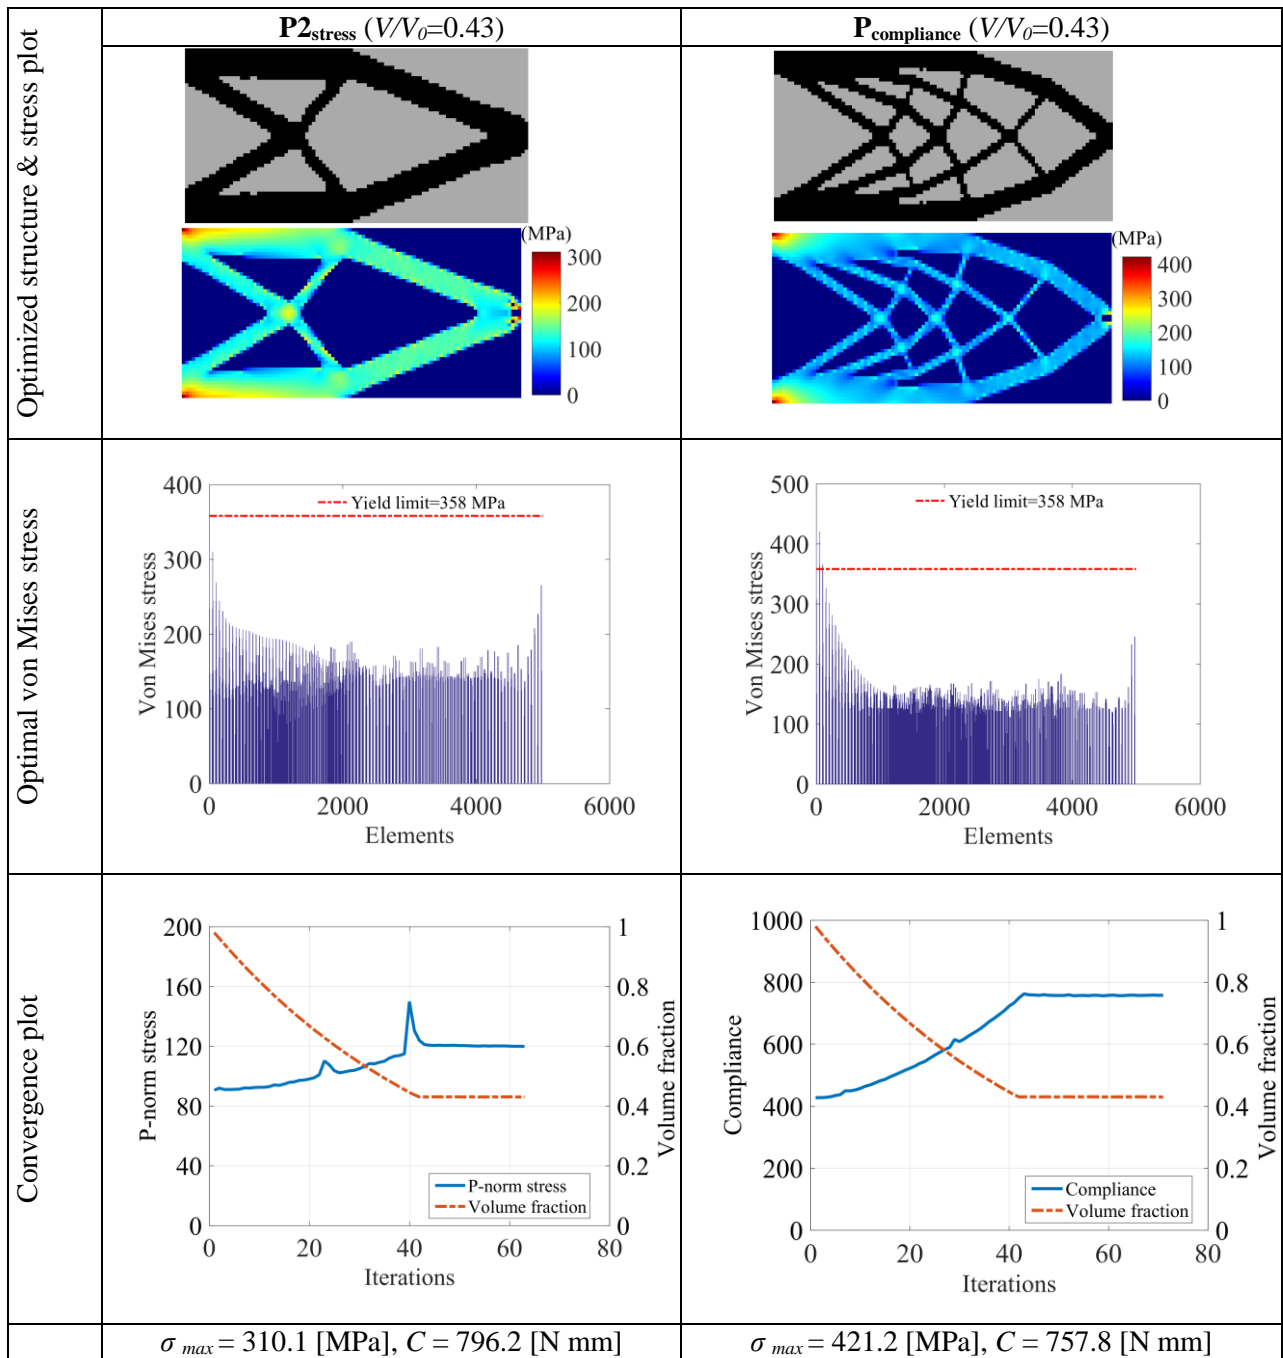 P2stress (V/V0=0.43)
Pcompliance (V/V0=0.43)
Optimized structure & stress plot
(MPa)
300
200
100
0
(MPa)
400
300
200
100
0
Optimal von Mises stress
400
300
200
100
0
Von Mises stress
Yield limit=358 MPa
0 2000 4000 6000
Elements
500
400
300
200
100
0
Von Mises stress
Yield limit=358 MPa
0 2000 4000 6000
Elements
Convergence plot
200
160
120
80
40
0
P-norm stress
1
0.8
0.6
0.4
0.2
0
Volume fraction
P-norm stress
Volume fraction
0 20 40 60 80
Iterations
1000
800
600
400
200
0
Compliance
1
0.8
0.6
0.4
0.2
0
Volume fraction
Compliance
Volume fraction
0 20 40 60 80
Iterations
σ max = 310.1 [MPa], C = 796.2 [N mm]
σ max = 421.2 [MPa], C = 757.8 [N mm]